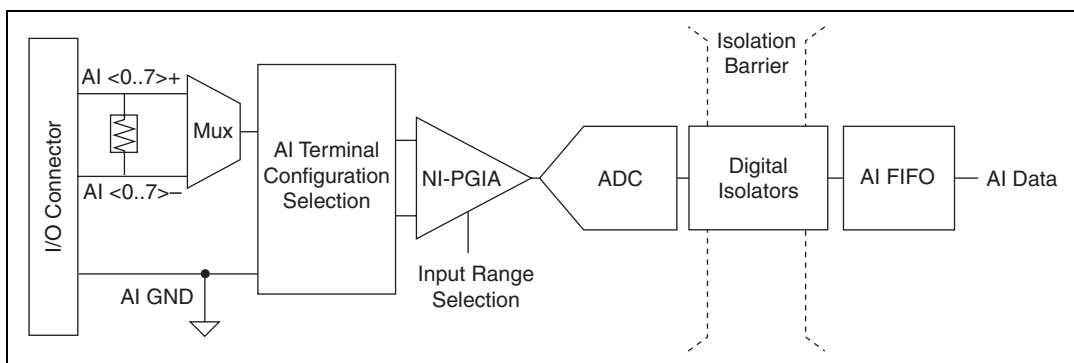 I/O Connector
AI <0..7>+
AI <0..7>–
AI GND
Mux
AI Terminal
Configuration
Selection
NI-PGIA
Input Range
Selection
ADC
Isolation
Barrier
Digital
Isolators
AI FIFO
AI Data